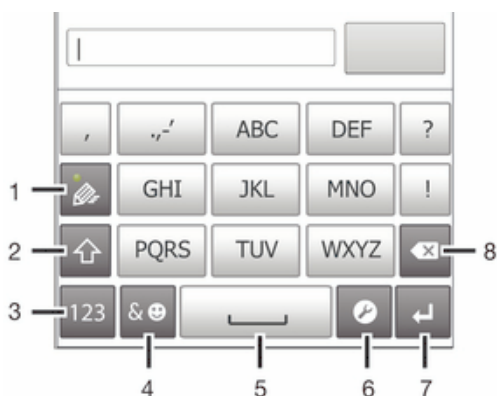 , .,-' ABC DEF ?
1 GHI JKL MNO !
2 PQRS TUV WXYZ 8
3 123 &
4 5 6 7